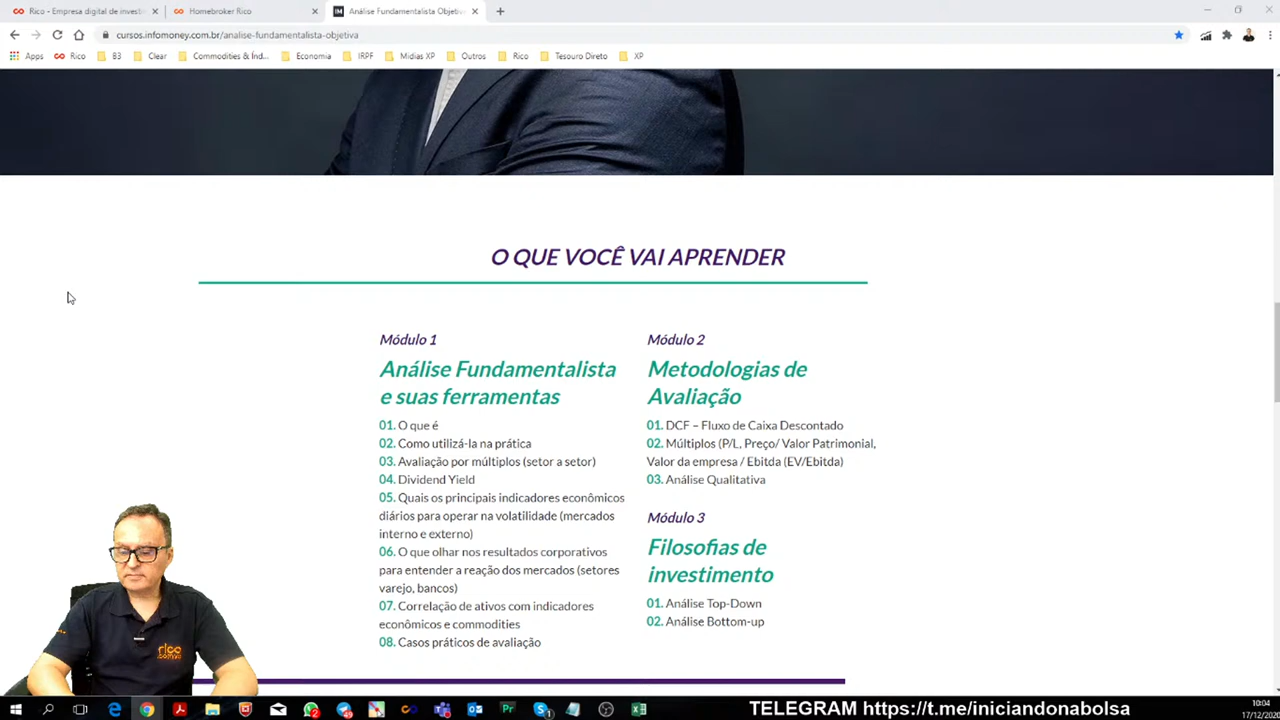 Rico - Empresa digital de investi
Homebroker Rico
Análise Fundamentalista Objetiv
cursos.infomoney.com.br/analise-fundamentalista-objetiva
Apps
Rico
B3
Clear
Commodities & Índ...
Economia
IRPF
Midias XP
Outros
Rico
Tesouro Direto
XP
O QUE VOCÊ VAI APRENDER
Módulo 1
Análise Fundamentalista
e suas ferramentas
01. O que é
02. Como utilizá-la na prática
03. Avaliação por múltiplos (setor a setor)
04. Dividend Yield
05. Quais os principais indicadores econômicos
diários para operar na volatilidade (mercados
interno e externo)
06. O que olhar nos resultados corporativos
para entender a reação dos mercados (setores
varejo, bancos)
07. Correlação de ativos com indicadores
econômicos e commodities
08. Casos práticos de avaliação
Módulo 2
Metodologias de
Avaliação
01. DCF – Fluxo de Caixa Descontado
02. Múltiplos (P/L, Preço/ Valor Patrimonial,
Valor da empresa / Ebitda (EV/Ebitda)
03. Análise Qualitativa
Módulo 3
Filosofias de
investimento
01. Análise Top-Down
02. Análise Bottom-up
rico
TELEGRAM https://t.me/iniciandonabolsa
10:04
17/12/2020